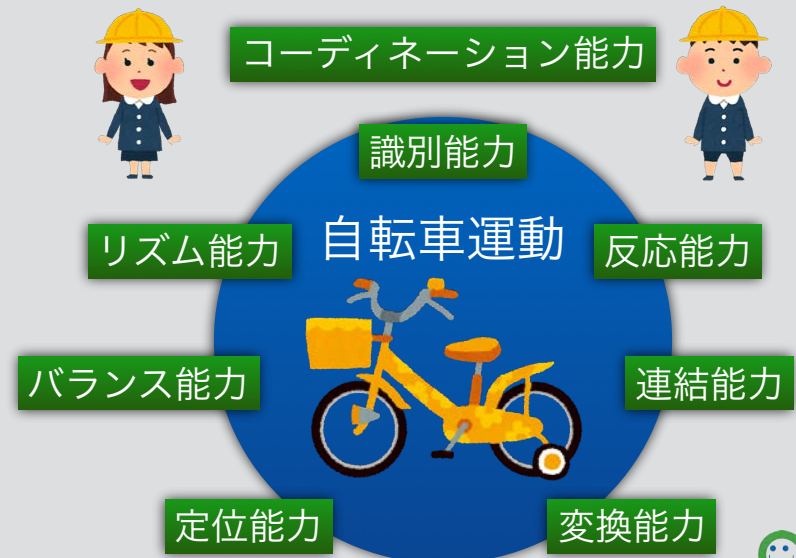 コーディネーション能力
識別能力
自転車運動
リズム能力
反応能力
バランス能力
連結能力
定位能力
変換能力